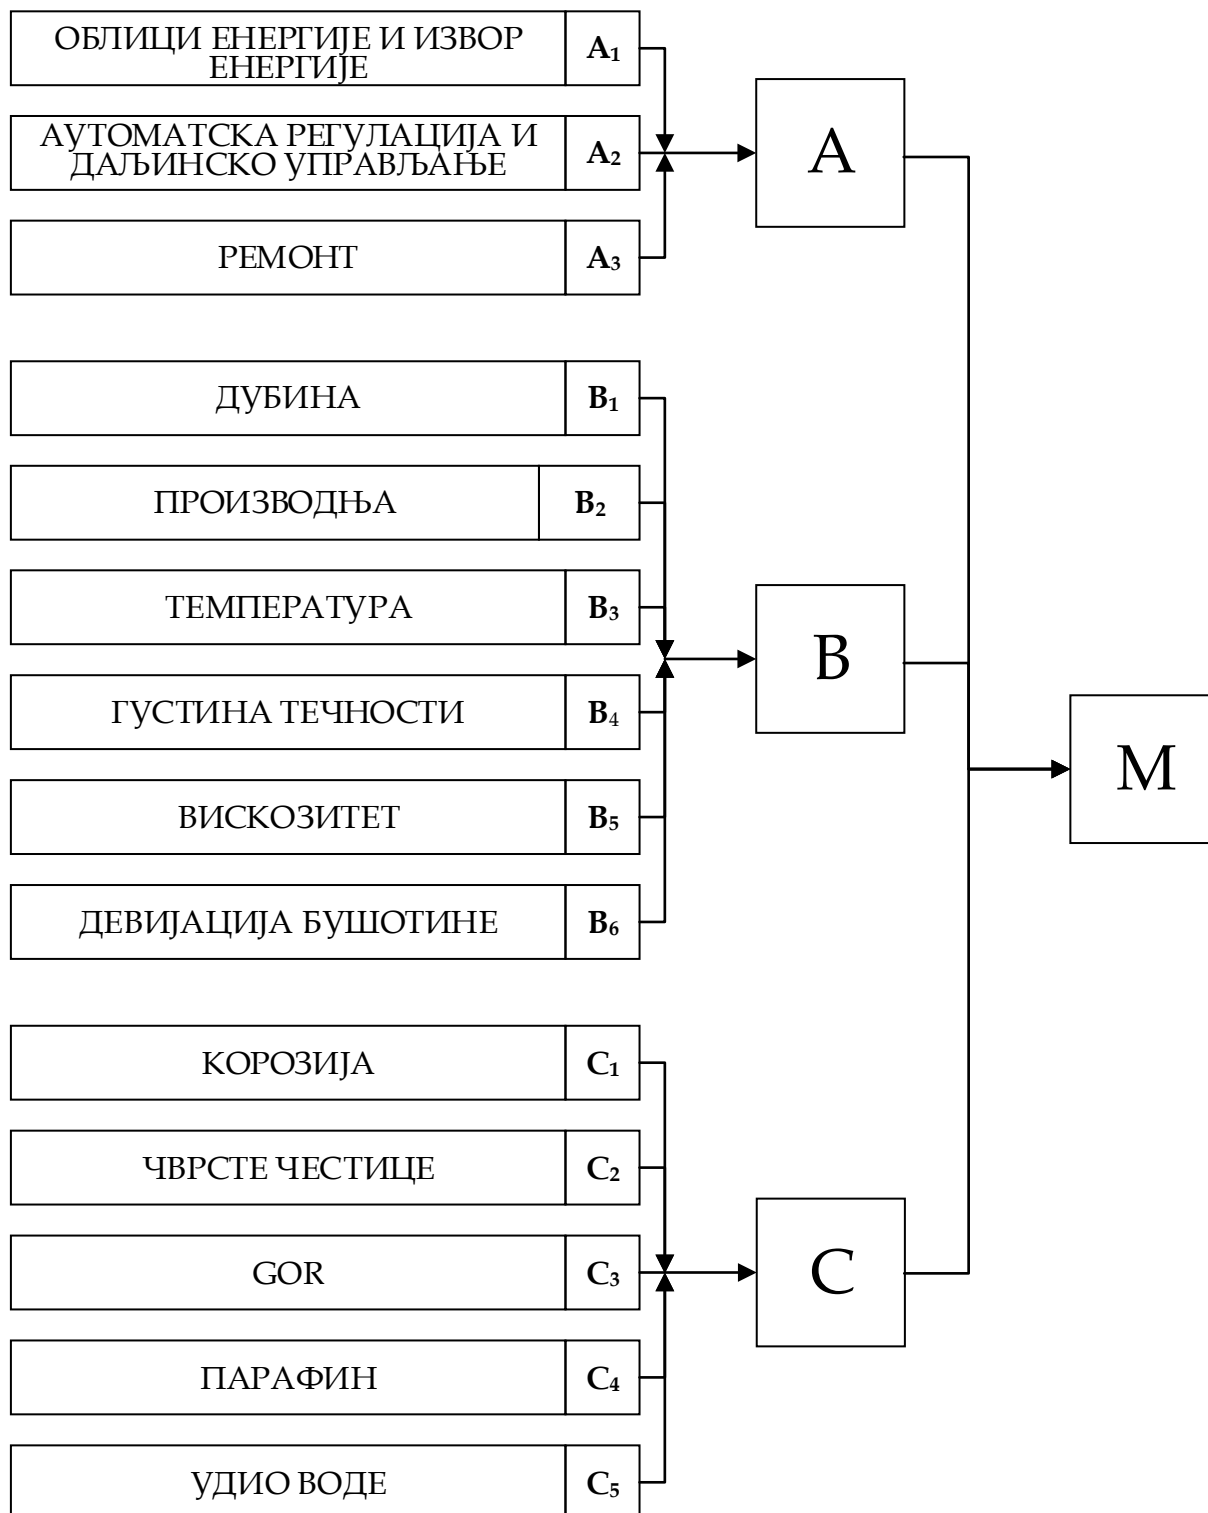 ОБЛИЦИ ЕНЕРГИЈЕ И ИЗВОР
ЕНЕРГИЈЕ
A₁
АУТОМАТСКА РЕГУЛАЦИЈА И
ДАЉИНСКО УПРАВЉАЊЕ
A₂
РЕМОНТ
A₃
A
ДУБИНА
B₁
ПРОИЗВОДЊА
B₂
ТЕМПЕРАТУРА
B₃
ГУСТИНА ТЕЧНОСТИ
B₄
ВИСКОЗИТЕТ
B₅
ДЕВИЈАЦИЈА БУШОТИНЕ
B₆
B
M
КОРОЗИЈА
C₁
ЧВРСТЕ ЧЕСТИЦЕ
C₂
GOR
C₃
ПАРАФИН
C₄
УДИО ВОДЕ
C₅
C